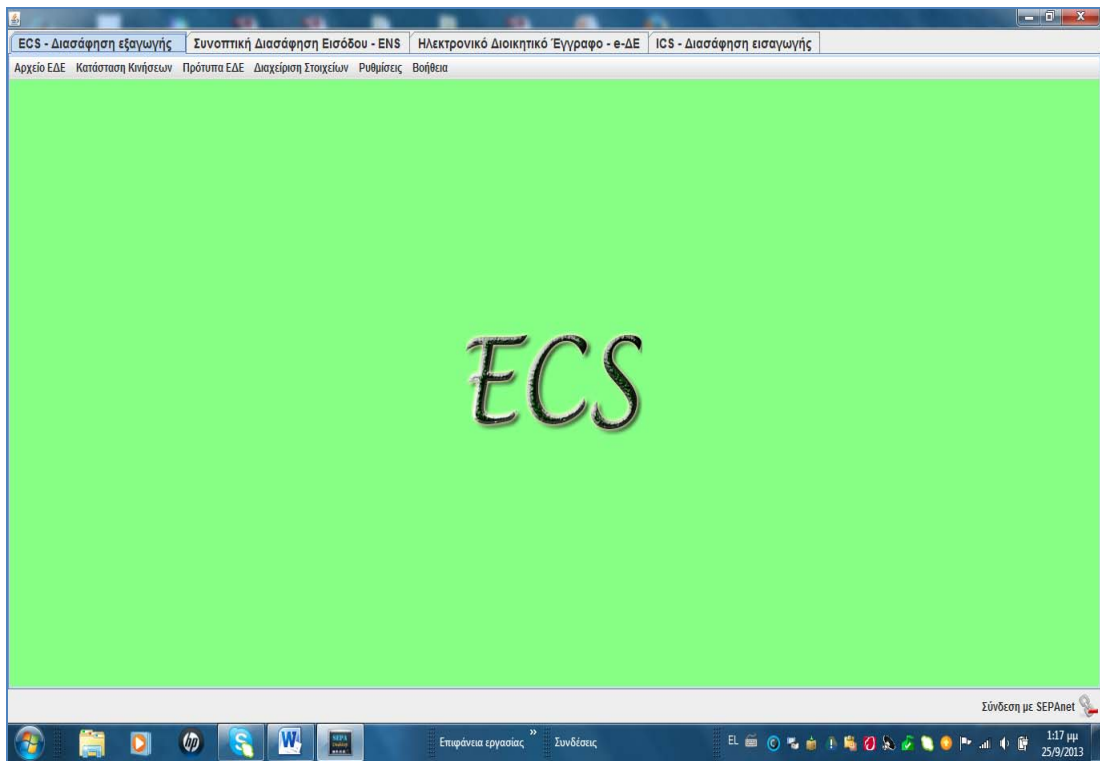 ECS - Διασάφηση εξαγωγής Συνοπτική Διασάφηση Εισόδου - ENS Ηλεκτρονικό Διοικητικό Έγγραφο - e-ΔΕ ICS - Διασάφηση εισαγωγής
Αρχείο ΕΔΕ Κατάσταση Κινήσεων Πρότυπα ΕΔΕ Διαχείριση Στοιχείων Ρυθμίσεις Βοήθεια
ECS
Σύνδεση με SEPAnet
Επιφάνεια εργασίας » Συνδέσεις EL 1:17 μμ
25/9/2013